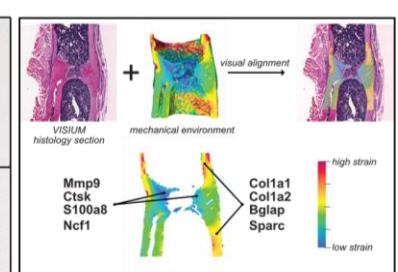 visual alignment
VISIUM
histology section
mechanical environment
Mmp9
Ctsk
S100a8
Ncf1
Col1a1
Col1a2
Bglap
Sparc
high strain
low strain